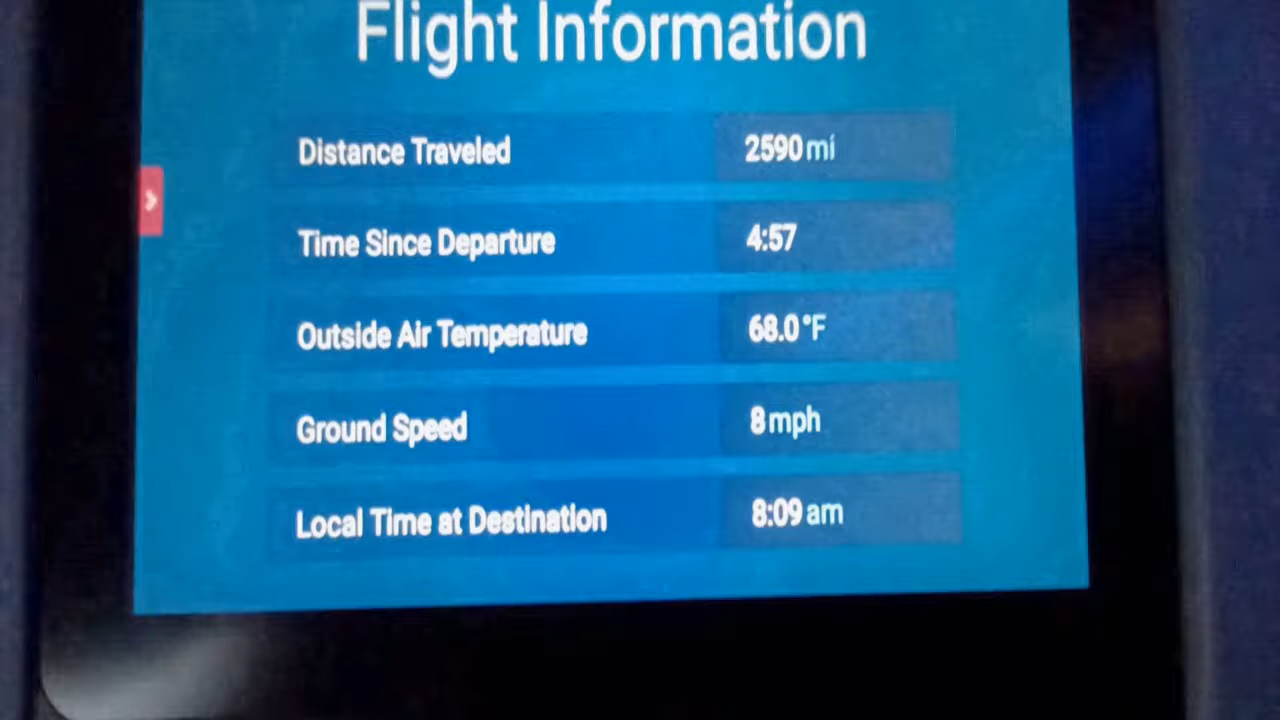 Flight Information
Distance Traveled 2590 mi
Time Since Departure 4:57
Outside Air Temperature 68.0°F
Ground Speed 8 mph
Local Time at Destination 8:09 am